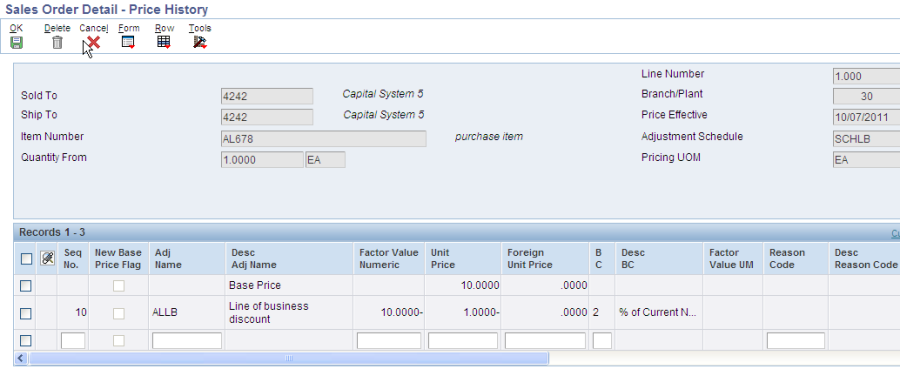 Sales Order Detail - Price History
OK Delete Cancel Form Row Tools
Line Number 1.000
Sold To 4242 Capital System 5 Branch/Plant 30
Ship To 4242 Capital System 5 Price Effective 10/07/2011
Item Number AL678 purchase item Adjustment Schedule SCHLB
Quantity From 1.0000 EA Pricing UOM EA
Records 1 - 3
Seq New Base Adj Desc Factor Value Unit Foreign B Desc Factor Reason Desc
No. Price Flag Name Adj Name Numeric Price Unit Price C BC Value UM Code Reason Code
Base Price 10.0000 .0000
10 ALLB Line of business 10.0000- 1.0000- .0000 2 % of Current N...
discount